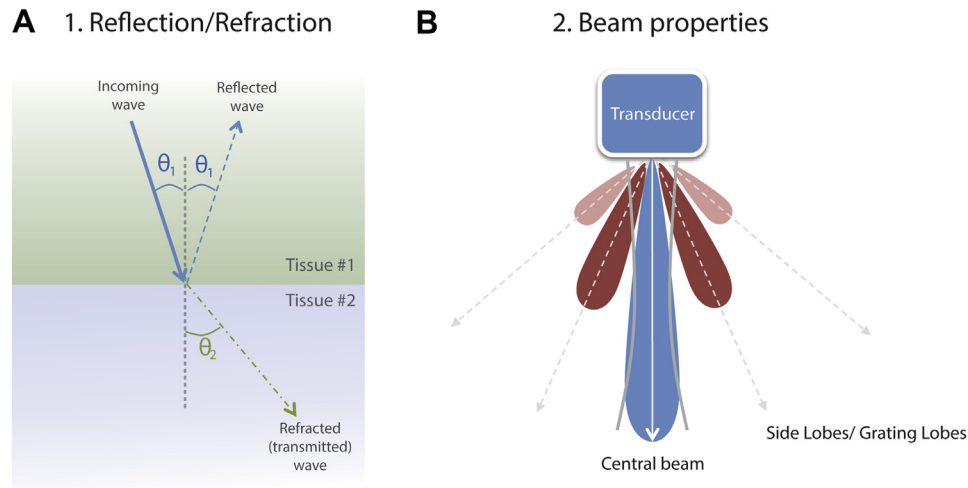 A
1. Reflection/Refraction
Incoming
wave
Reflected
wave
θ1
θ1
Tissue #1
Tissue #2
θ2
Refracted
(transmitted)
wave
B
2. Beam properties
Transducer
Side Lobes/ Grating Lobes
Central beam